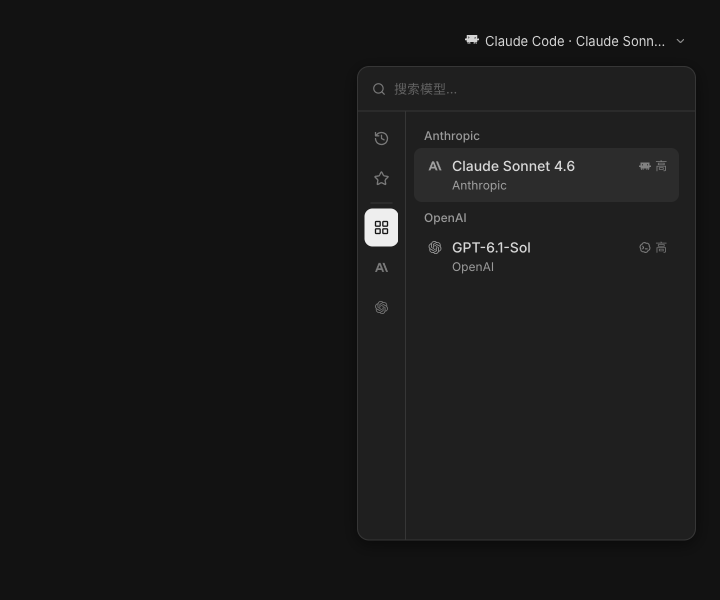 Claude Code · Claude Sonn...
搜索模型...
Anthropic
Claude Sonnet 4.6 高
Anthropic
OpenAI
GPT-6.1-Sol 高
OpenAI